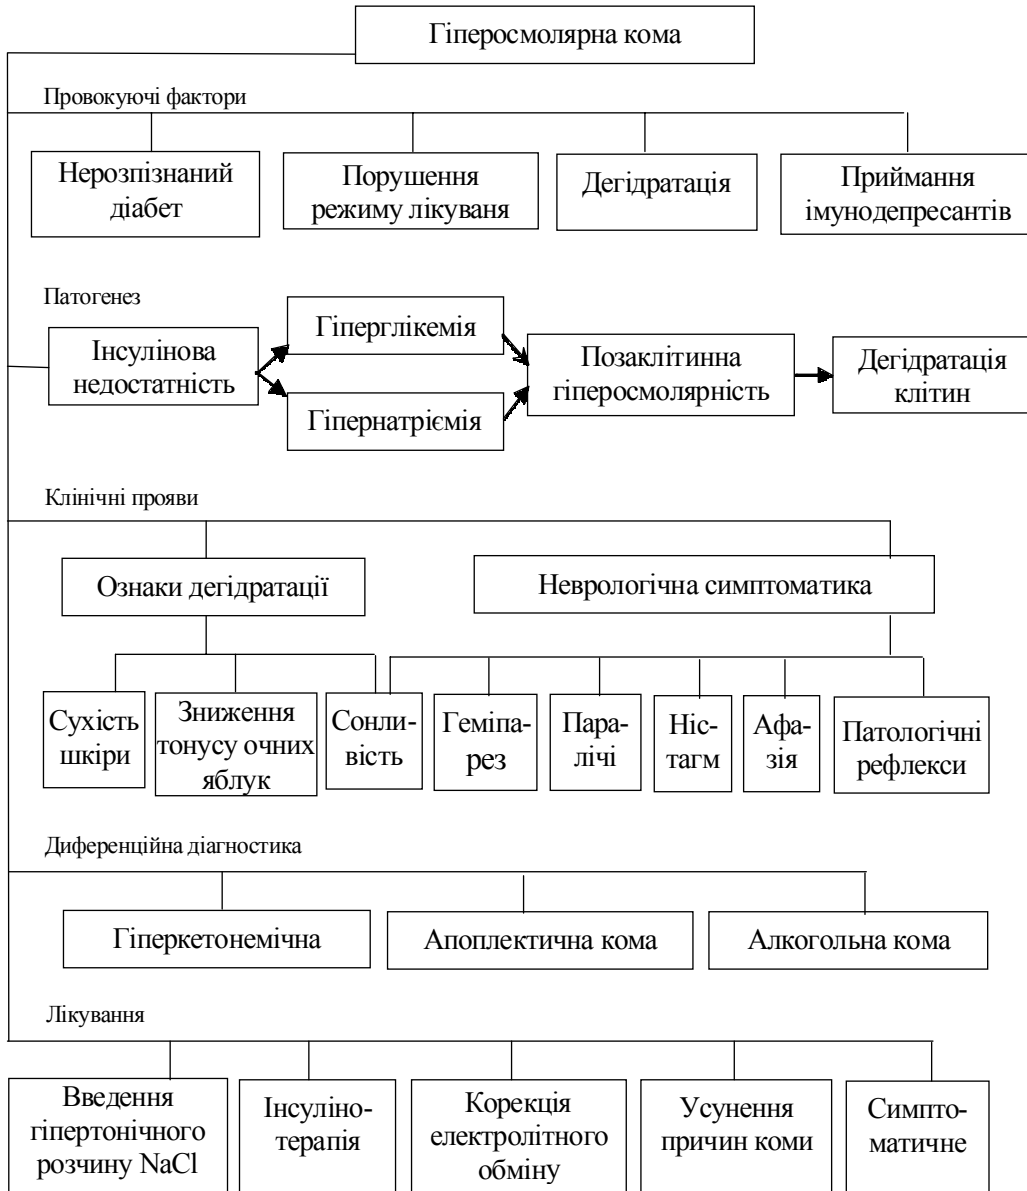 Гіперосмолярна кома
Провокуючі фактори
Нерозпізнаний
діабет
Порушення
режиму лікуваня
Дегідратація
Приймання
імунодепресантів
Патогенез
Інсулінова
недостатність
Гіперглікемія
Гіпернатріємія
Позаклітинна
гіперосмолярність
Дегідратація
клітин
Клінічні прояви
Ознаки дегідратації
Неврологічна симптоматика
Сухість
шкіри
Зниження
тонусу очних
яблук
Сонли-
вість
Геміпа-
рез
Пара-
лічі
Ніс-
тагм
Афа-
зія
Патологічні
рефлекси
Диференційна діагностика
Гіперкетонемічна
Апоплектична кома
Алкогольна кома
Лікування
Введення
гіпертонічного
розчину NaCl
Інсуліно-
терапія
Корекція
електролітного
обміну
Усунення
причин коми
Симпто-
матичне